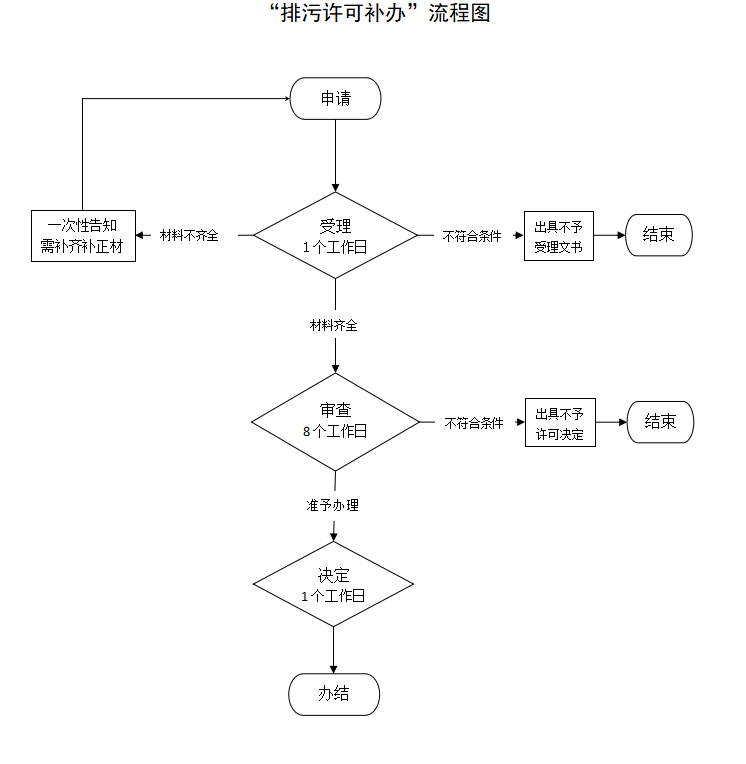 “排污许可补办”流程图
申请
一次性告知
需补齐补正材
材料不齐全
受理
1个工作日
不符合条件
出具不予
受理文书
结束
材料齐全
审查
8个工作日
不符合条件
出具不予
许可决定
结束
准予办理
决定
1个工作日
办结